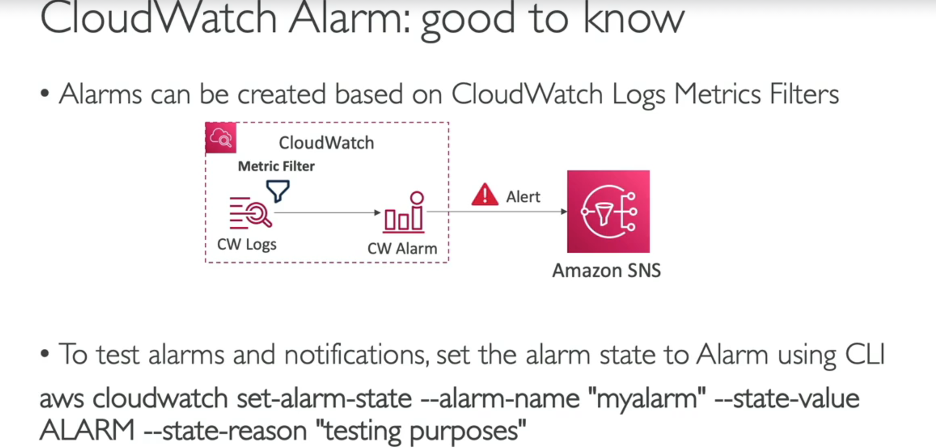 CloudWatch Alarm: good to know
• Alarms can be created based on CloudWatch Logs Metrics Filters
CloudWatch
Metric Filter
Alert
CW Logs
CW Alarm
Amazon SNS
• To test alarms and notifications, set the alarm state to Alarm using CLI
aws cloudwatch set-alarm-state --alarm-name "myalarm" --state-value
ALARM --state-reason "testing purposes"